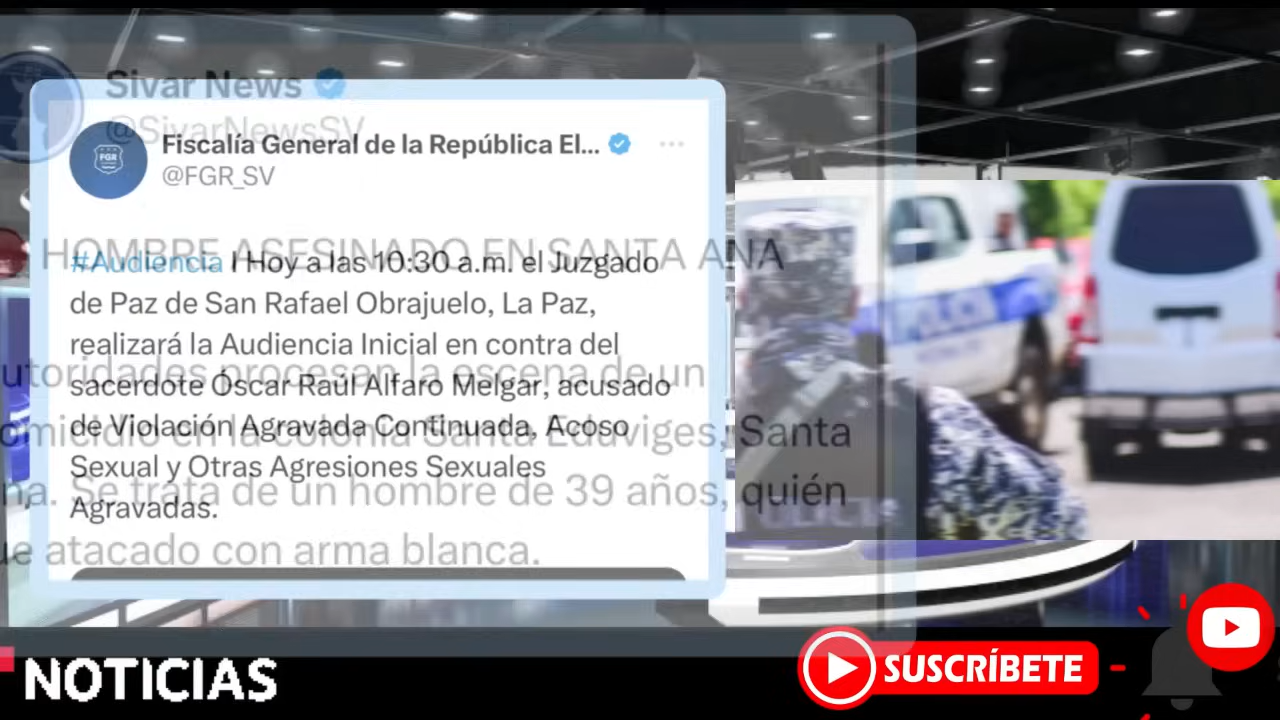 Sivar News
@SivarNewsSV
FGR
Fiscalía General de la República El...
@FGR_SV
HOMBRE ASESINADO EN SANTA ANA
#Audiencia I Hoy a las 10:30 a.m. el Juzgado
de Paz de San Rafael Obrajuelo, La Paz,
realizará la Audiencia Inicial en contra del
utoridades procesan la escena de un
sacerdote Óscar Raúl Alfaro Melgar, acusado
de Violación Agravada Continuada, Acoso
omicidio en la colonia Santa Eduviges, Santa
Sexual y Otras Agresiones Sexuales
na. Se trata de un hombre de 39 años, quién
Agravadas.
ue atacado con arma blanca.
NOTICIAS
SUSCRÍBETE